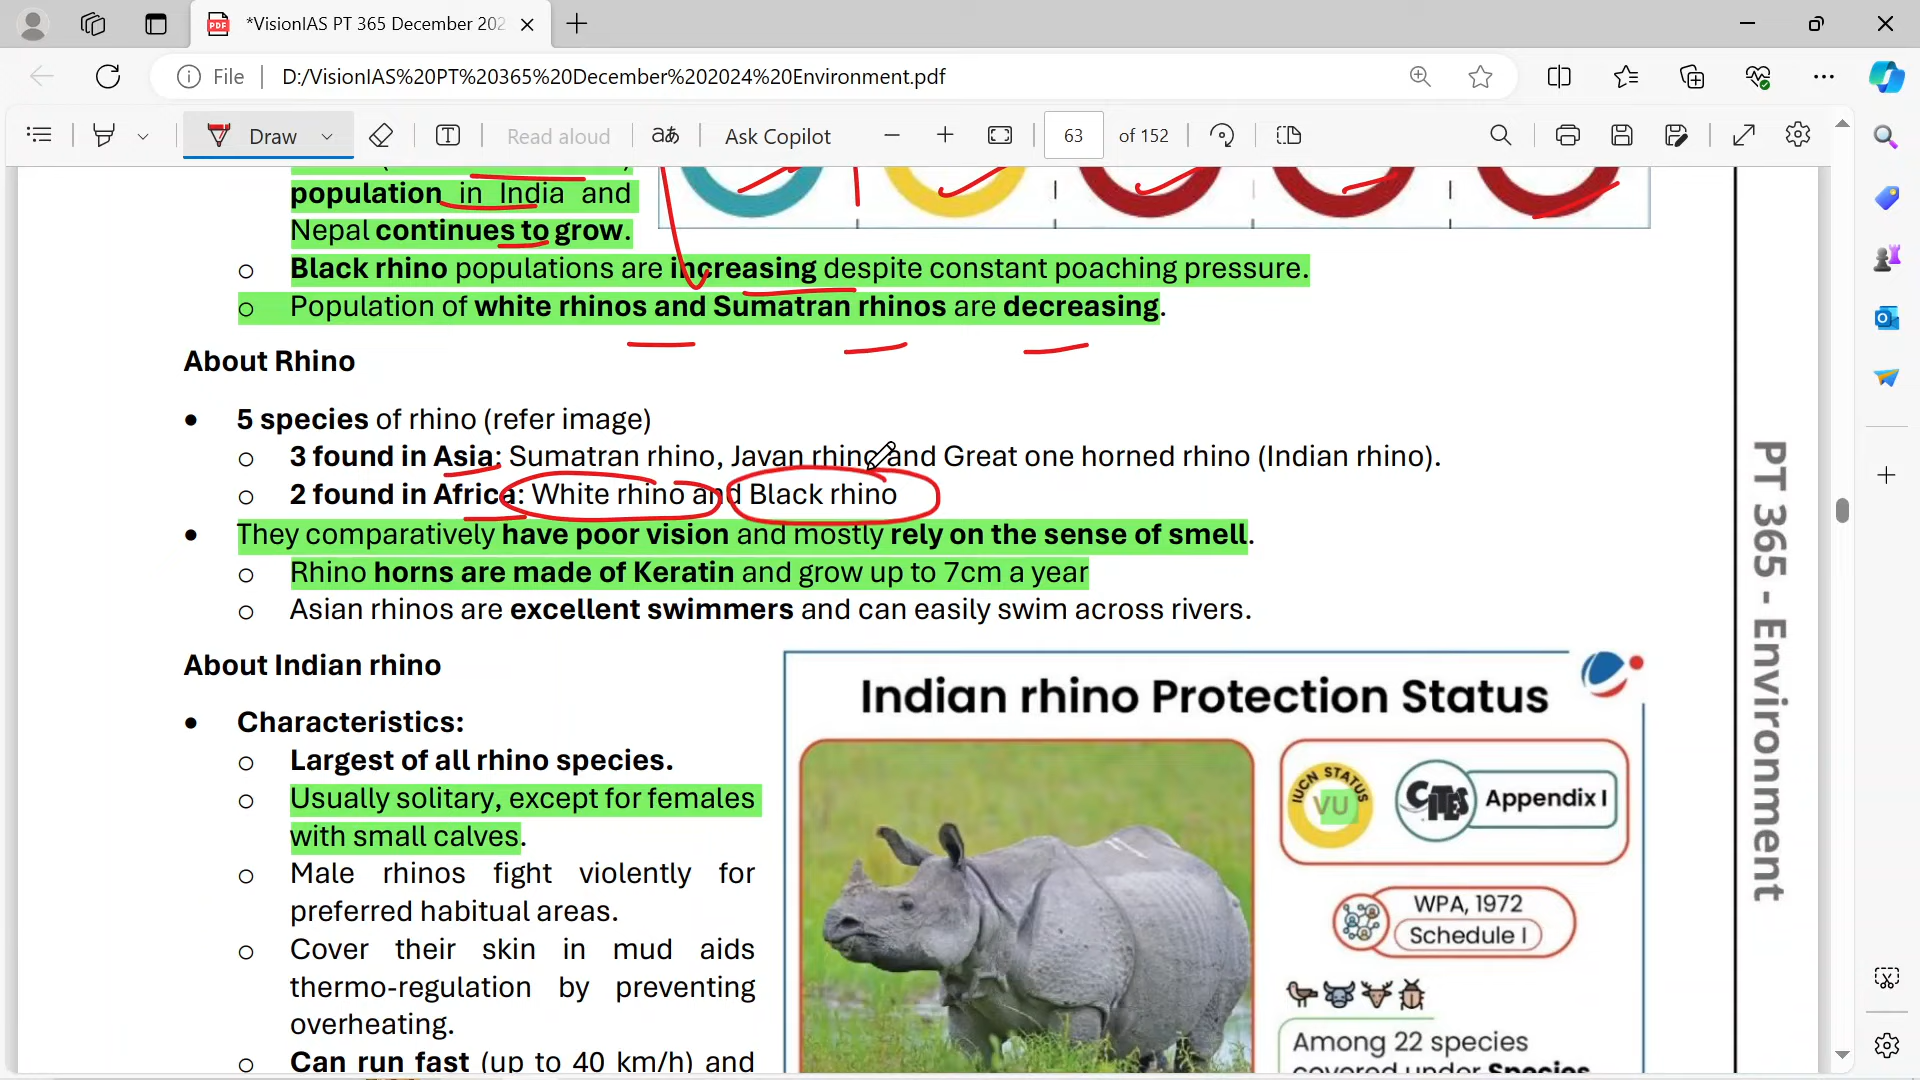 *VisionIAS PT 365 December 202
File D:/VisionIAS%20PT%20365%20December%202024%20Environment.pdf
Draw Read aloud aあ Ask Copilot 63 of 152
population in India and
Nepal continues to grow.
o Black rhino populations are increasing despite constant poaching pressure.
o Population of white rhinos and Sumatran rhinos are decreasing.
About Rhino
• 5 species of rhino (refer image)
o 3 found in Asia: Sumatran rhino, Javan rhino and Great one horned rhino (Indian rhino).
o 2 found in Africa: White rhino and Black rhino
• They comparatively have poor vision and mostly rely on the sense of smell.
o Rhino horns are made of Keratin and grow up to 7cm a year
o Asian rhinos are excellent swimmers and can easily swim across rivers.
About Indian rhino
• Characteristics:
o Largest of all rhino species.
o Usually solitary, except for females
with small calves.
o Male rhinos fight violently for
preferred habitual areas.
o Cover their skin in mud aids
thermo-regulation by preventing
overheating.
o Can run fast (up to 40 km/h) and
Indian rhino Protection Status
IUCN STATUS
VU
CITES Appendix I
WPA, 1972
Schedule I
Among 22 species
covered under Species
PT 365 - Environment